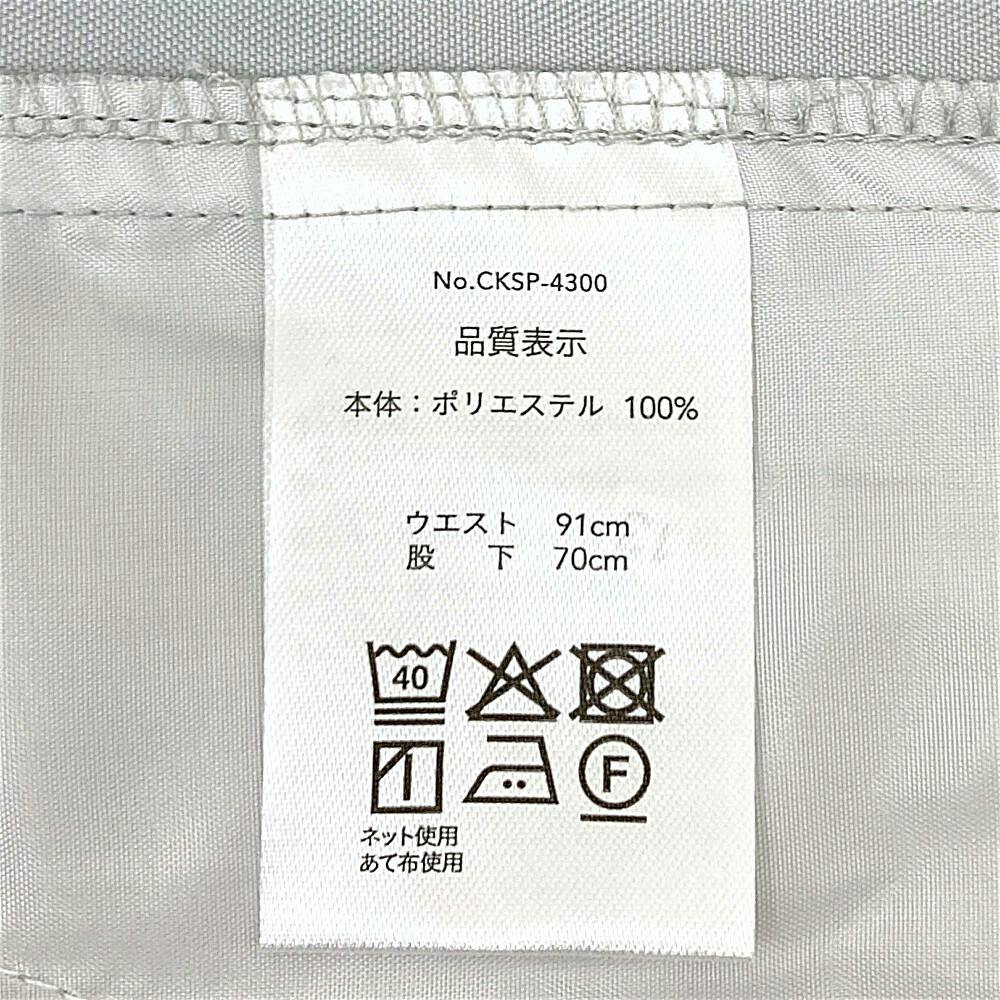 No.CKSP-4300
品質表示
本体：ポリエステル 100%
ウエスト 91cm
股 下 70cm
40
F
ネット使用
あて布使用